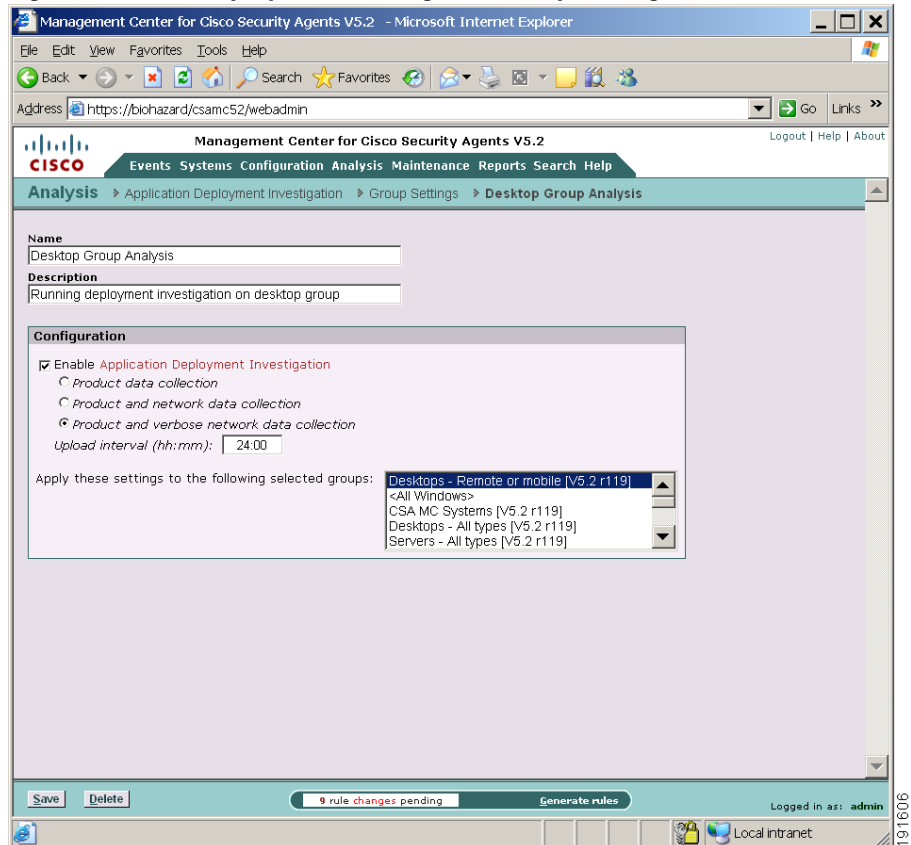 Management Center for Cisco Security Agents V5.2 - Microsoft Internet Explorer
File Edit View Favorites Tools Help
Back Search Favorites
Address https://biohazard/csamc52/webadmin Go Links »
Management Center for Cisco Security Agents V5.2 Logout | Help | About
CISCO Events Systems Configuration Analysis Maintenance Reports Search Help
Analysis Application Deployment Investigation Group Settings Desktop Group Analysis
Name
Desktop Group Analysis
Description
Running deployment investigation on desktop group
Configuration
Enable Application Deployment Investigation
Product data collection
Product and network data collection
Product and verbose network data collection
Upload interval (hh:mm): 24:00
Apply these settings to the following selected groups:
Desktops - Remote or mobile [V5.2 r119]
<All Windows>
CSA MC Systems [V5.2 r119]
Desktops - All types [V5.2 r119]
Servers - All types [V5.2 r119]
Save Delete 9 rule changes pending Generate rules Logged in as: admin
Local intranet
191606